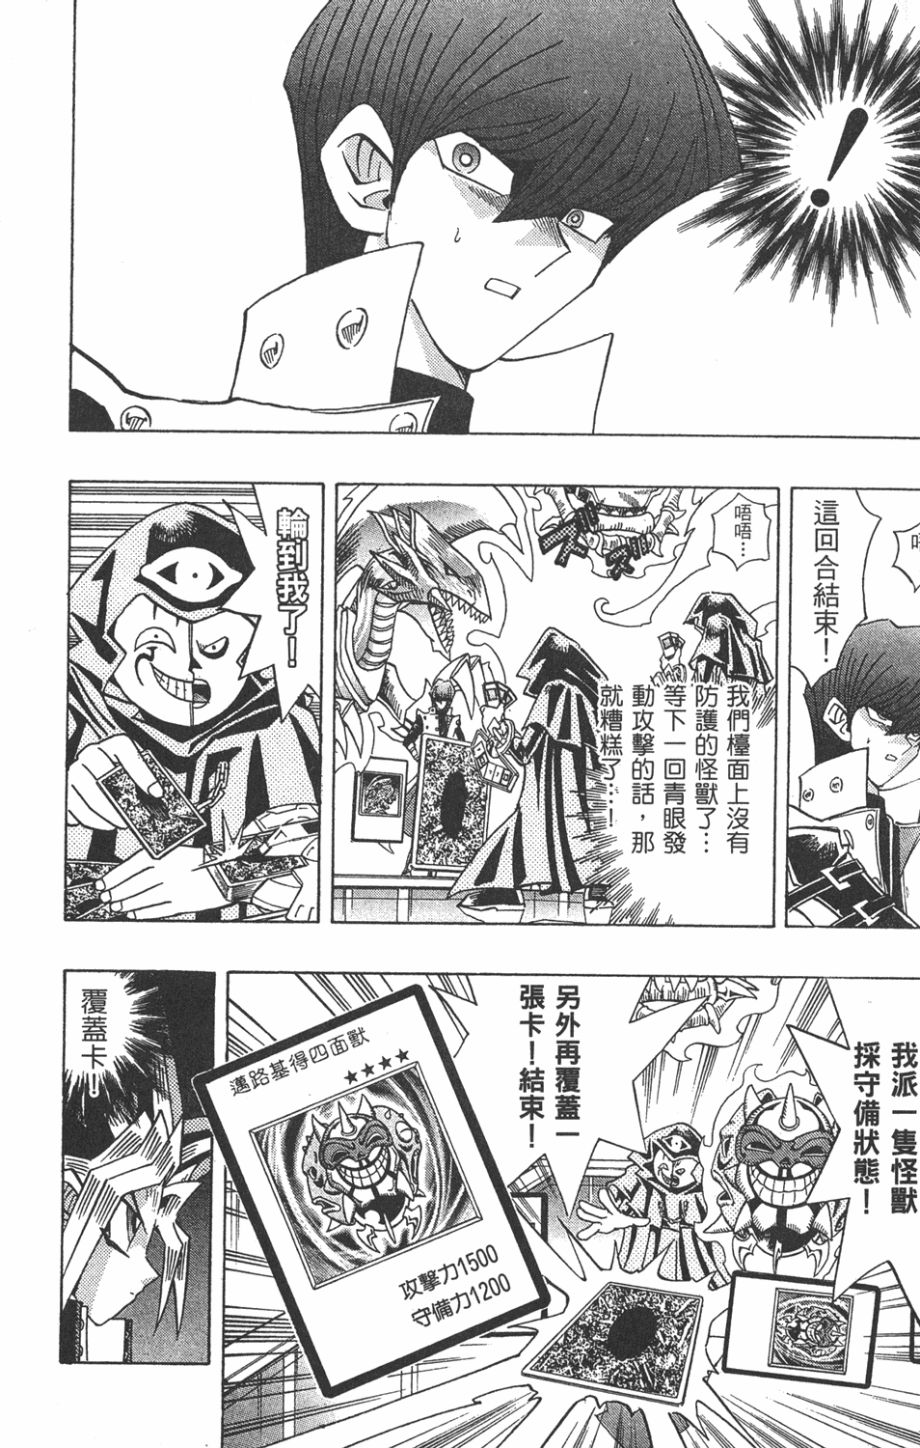 ！
唔
這回合結束！
唔唔…
我們檯面上沒有
防護的怪獸了…
等下一回青眼發
動攻擊的話，那
就糟糕了…！
輪到我了！
我派一隻怪獸
採守備狀態！
另外再覆蓋一
張卡！結束！
邁路基得四面獸
★★★★
攻擊力1500
守備力1200
覆蓋卡！